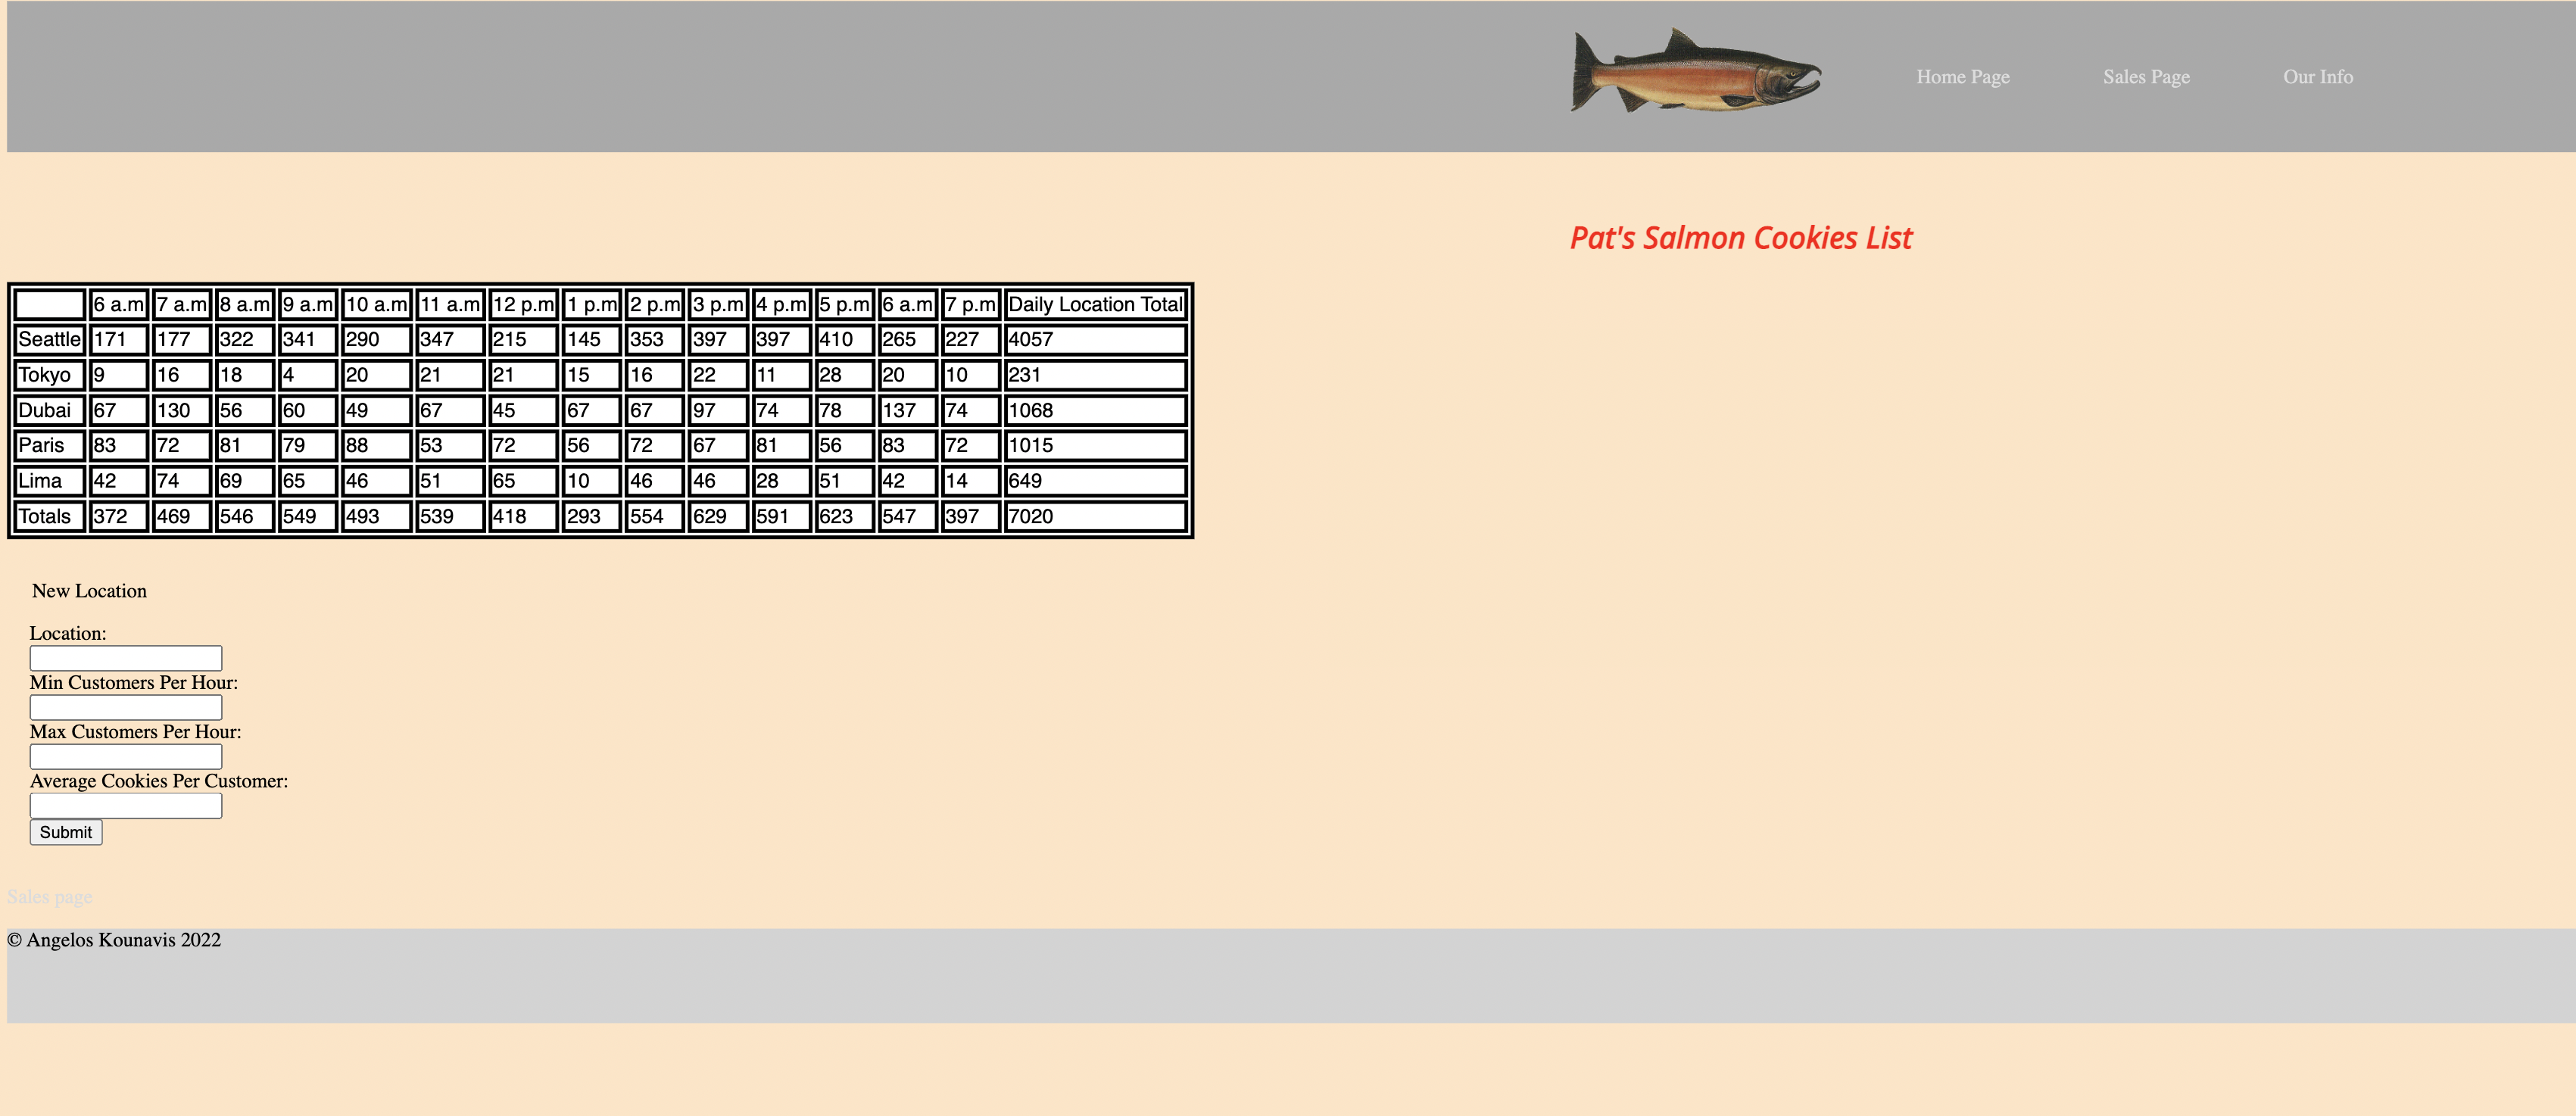 Home Page Sales Page Our Info
Pat's Salmon Cookies List
6 a.m 7 a.m 8 a.m 9 a.m 10 a.m 11 a.m 12 p.m 1 p.m 2 p.m 3 p.m 4 p.m 5 p.m 6 a.m 7 p.m Daily Location Total
Seattle 171 177 322 341 290 347 215 145 353 397 397 410 265 227 4057
Tokyo 9 16 18 4 20 21 21 15 16 22 11 28 20 10 231
Dubai 67 130 56 60 49 67 45 67 67 97 74 78 137 74 1068
Paris 83 72 81 79 88 53 72 56 72 67 81 56 83 72 1015
Lima 42 74 69 65 46 51 65 10 46 46 28 51 42 14 649
Totals 372 469 546 549 493 539 418 293 554 629 591 623 547 397 7020
New Location
Location:
Min Customers Per Hour:
Max Customers Per Hour:
Average Cookies Per Customer:
Submit
Sales page
© Angelos Kounavis 2022